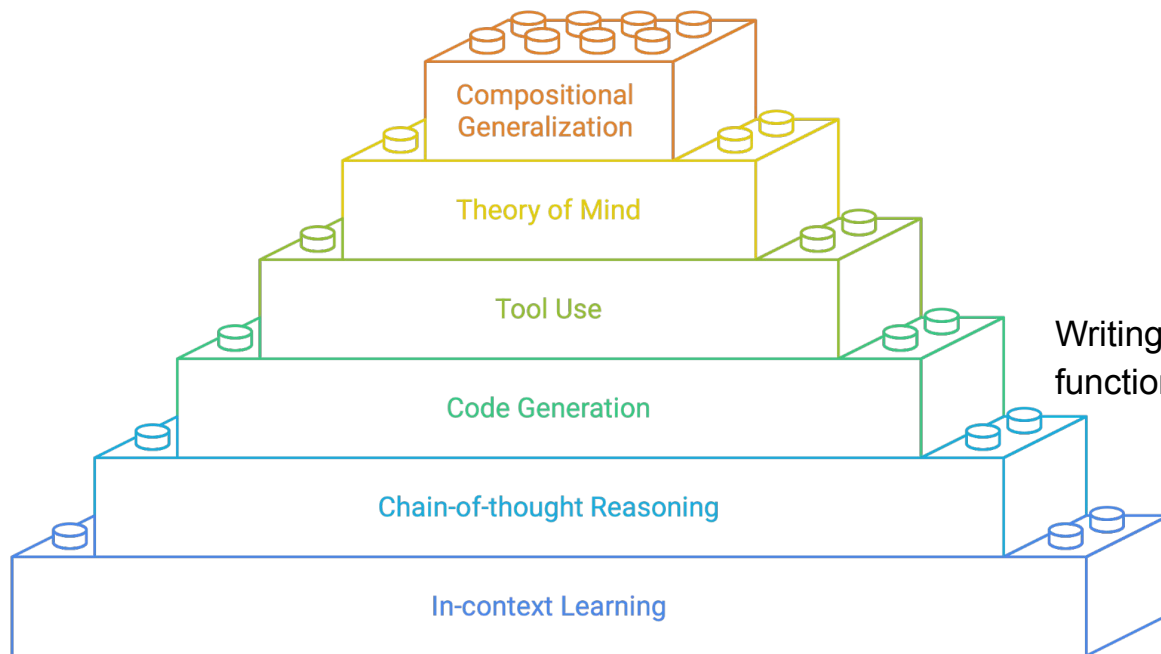 Compositional
Generalization
Theory of Mind
Tool Use
Writing
Code Generation
Chain-of-thought Reasoning
In-context Learning